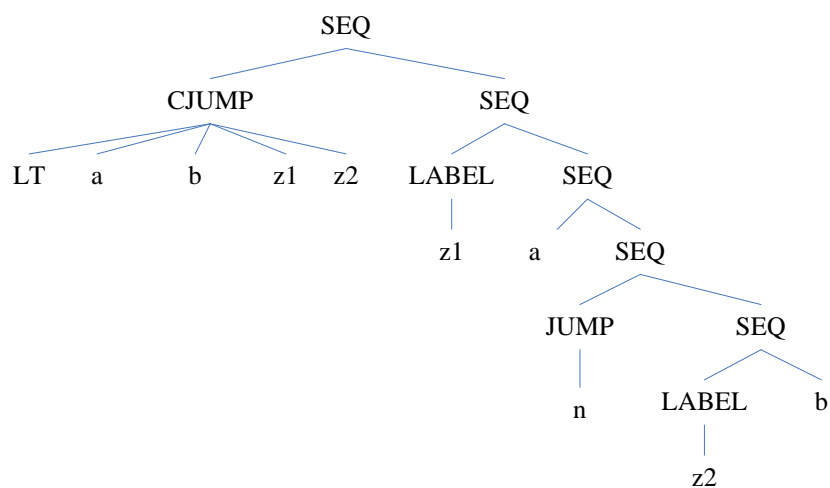 SEQ
CJUMP SEQ
LT a b z1 z2 LABEL SEQ
z1 a SEQ
JUMP SEQ
n LABEL b
z2